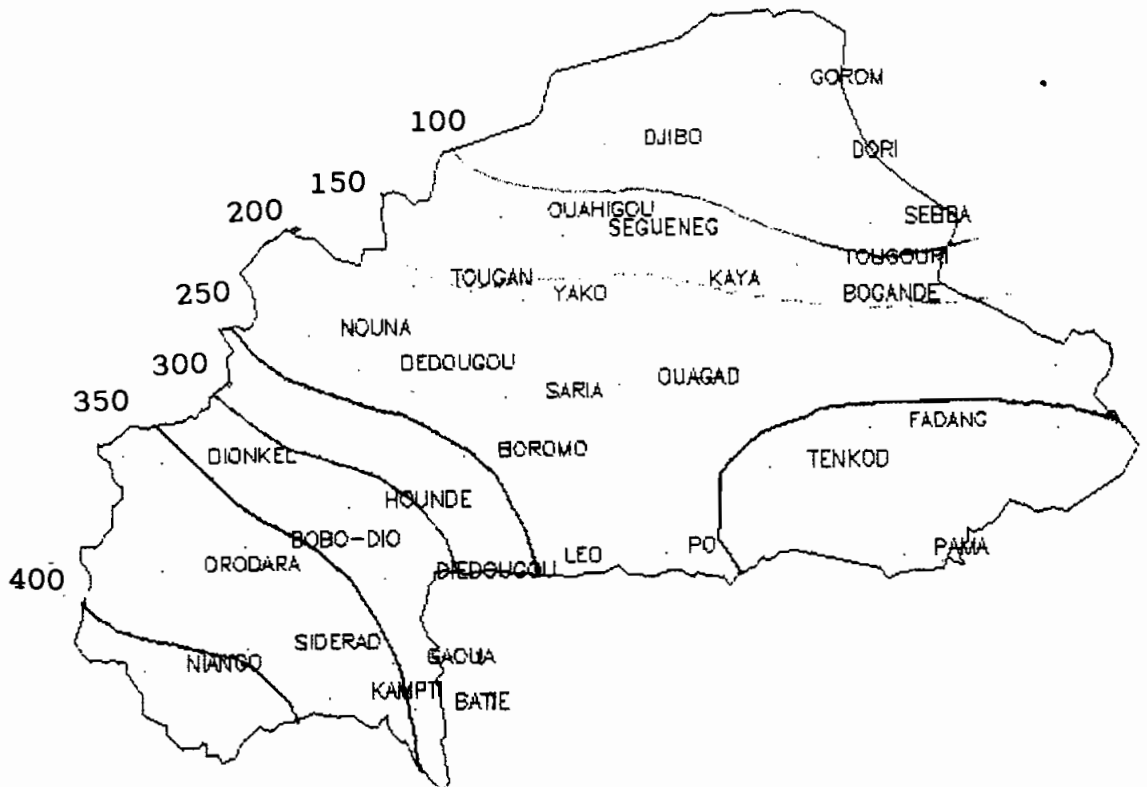 GOROM
100
DJIBO
DORI
150
200
OUAHIGOU
SEBBA
SEGUENEG
TOUGOURI
TOUGAN
KAYA
250
YAKO
BOGANDE
NOUNA
300
DEDOUGOU
OUAGAD
SARIA
350
FADANG
DIONKEL
BOROMO
TENKOD
HOUNDE
BOBO-DIO
PO
PAMA
LEO
ORODARA
400
DIEDOUGOU
SIDERAD
GAOUA
NIANGO
KAMPTI
BATIE